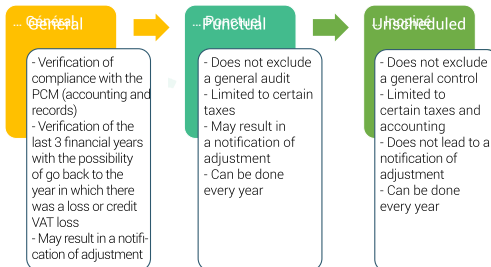 ... Général
General
- Verification of
compliance with the
PCM (accounting and
records)
- Verification of the
last 3 financial years
with the possibility
of go back to the
year in which there
was a loss or credit
VAT loss
- May result in a notifi-
cation of adjustment
... Ponctuel
Punctual
- Does not exclude
a general audit
- Limited to certain
taxes
- May result in
a notification of
adjustment
- Can be done
every year
... Inopiné
Unscheduled
- Does not exclude
a general control
- Limited to
certain taxes and
accounting
- Does not lead to a
notification of
adjustment
- Can be done
every year